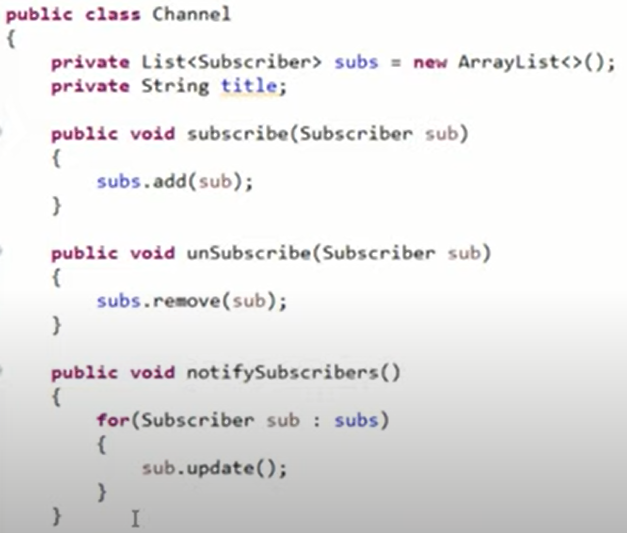 public class Channel
{
private List<Subscriber> subs = new ArrayList<>();
private String title;
public void subscribe(Subscriber sub)
{
subs.add(sub);
}
public void unSubscribe(Subscriber sub)
{
subs.remove(sub);
}
public void notifySubscribers()
{
for(Subscriber sub : subs)
{
sub.update();
}
}